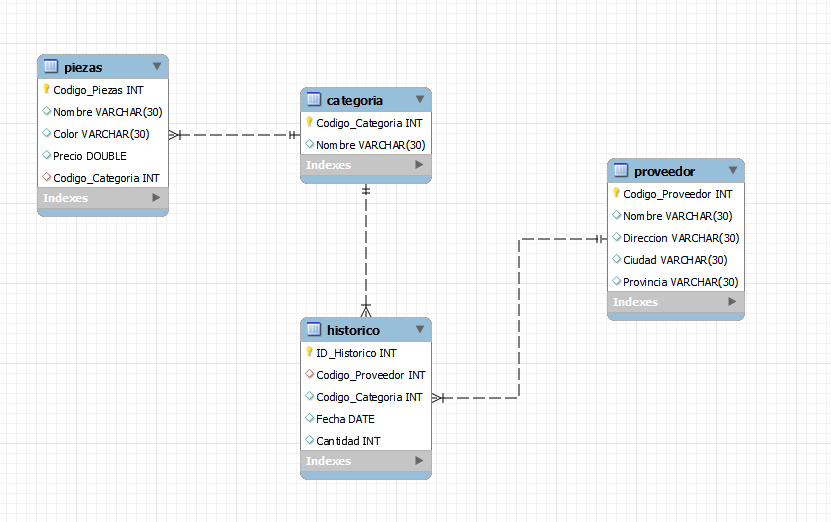 piezas
Codigo_Piezas INT
Nombre VARCHAR(30)
Color VARCHAR(30)
Precio DOUBLE
Codigo_Categoria INT
Indexes
categoria
Codigo_Categoria INT
Nombre VARCHAR(30)
Indexes
proveedor
Codigo_Proveedor INT
Nombre VARCHAR(30)
Direccion VARCHAR(30)
Ciudad VARCHAR(30)
Provincia VARCHAR(30)
Indexes
historico
ID_Historico INT
Codigo_Proveedor INT
Codigo_Categoria INT
Fecha DATE
Cantidad INT
Indexes